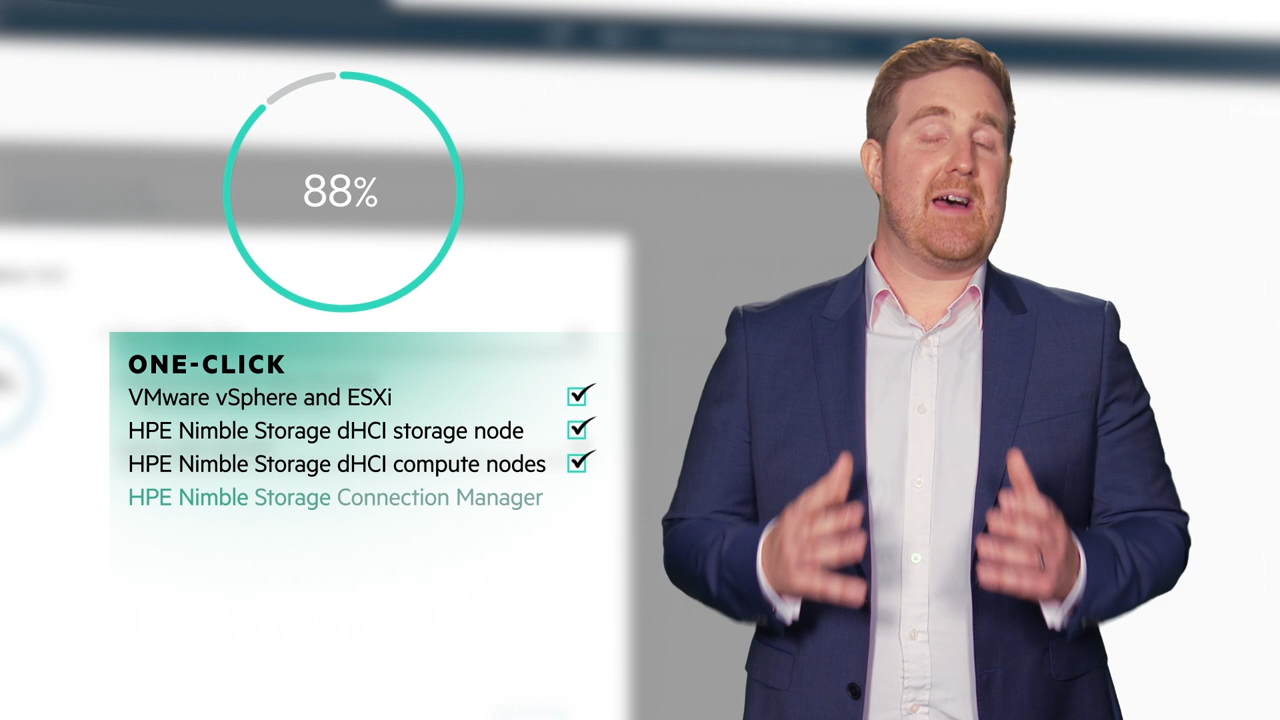 88%
ONE-CLICK
VMware vSphere and ESXi
HPE Nimble Storage dHCI storage node
HPE Nimble Storage dHCI compute nodes
HPE Nimble Storage Connection Manager